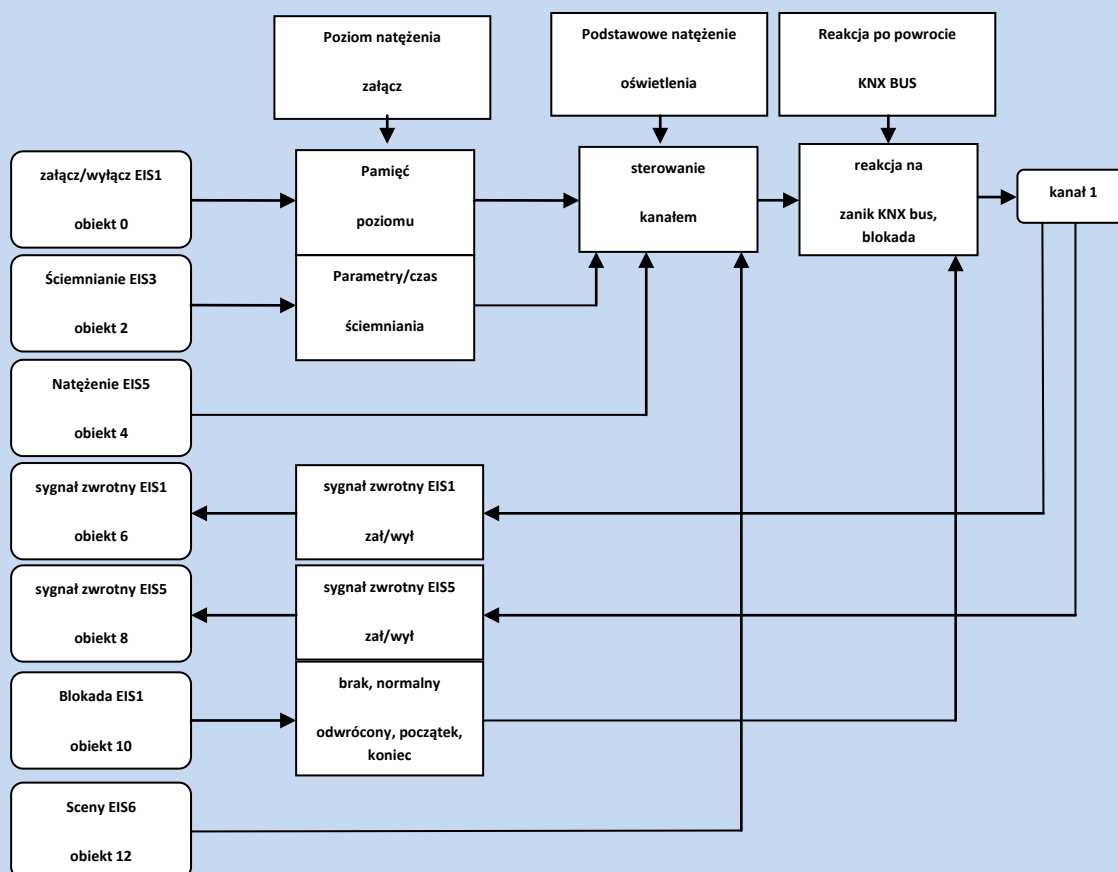 Poziom natężenia
załącz
Podstawowe natężenie
oświetlenia
Reakcja po powrocie
KNX BUS
załącz/wyłącz EIS1
obiekt 0
Pamięć
poziomu
sterowanie
kanałem
reakcja na
zanik KNX bus,
blokada
kanał 1
Ściemnianie EIS3
obiekt 2
Parametry/czas
ściemniania
Natężenie EIS5
obiekt 4
sygnał zwrotny EIS1
obiekt 6
sygnał zwrotny EIS1
zał/wył
sygnał zwrotny EIS5
obiekt 8
sygnał zwrotny EIS5
zał/wył
Blokada EIS1
obiekt 10
brak, normalny
odwrócony, początek,
koniec
Sceny EIS6
obiekt 12